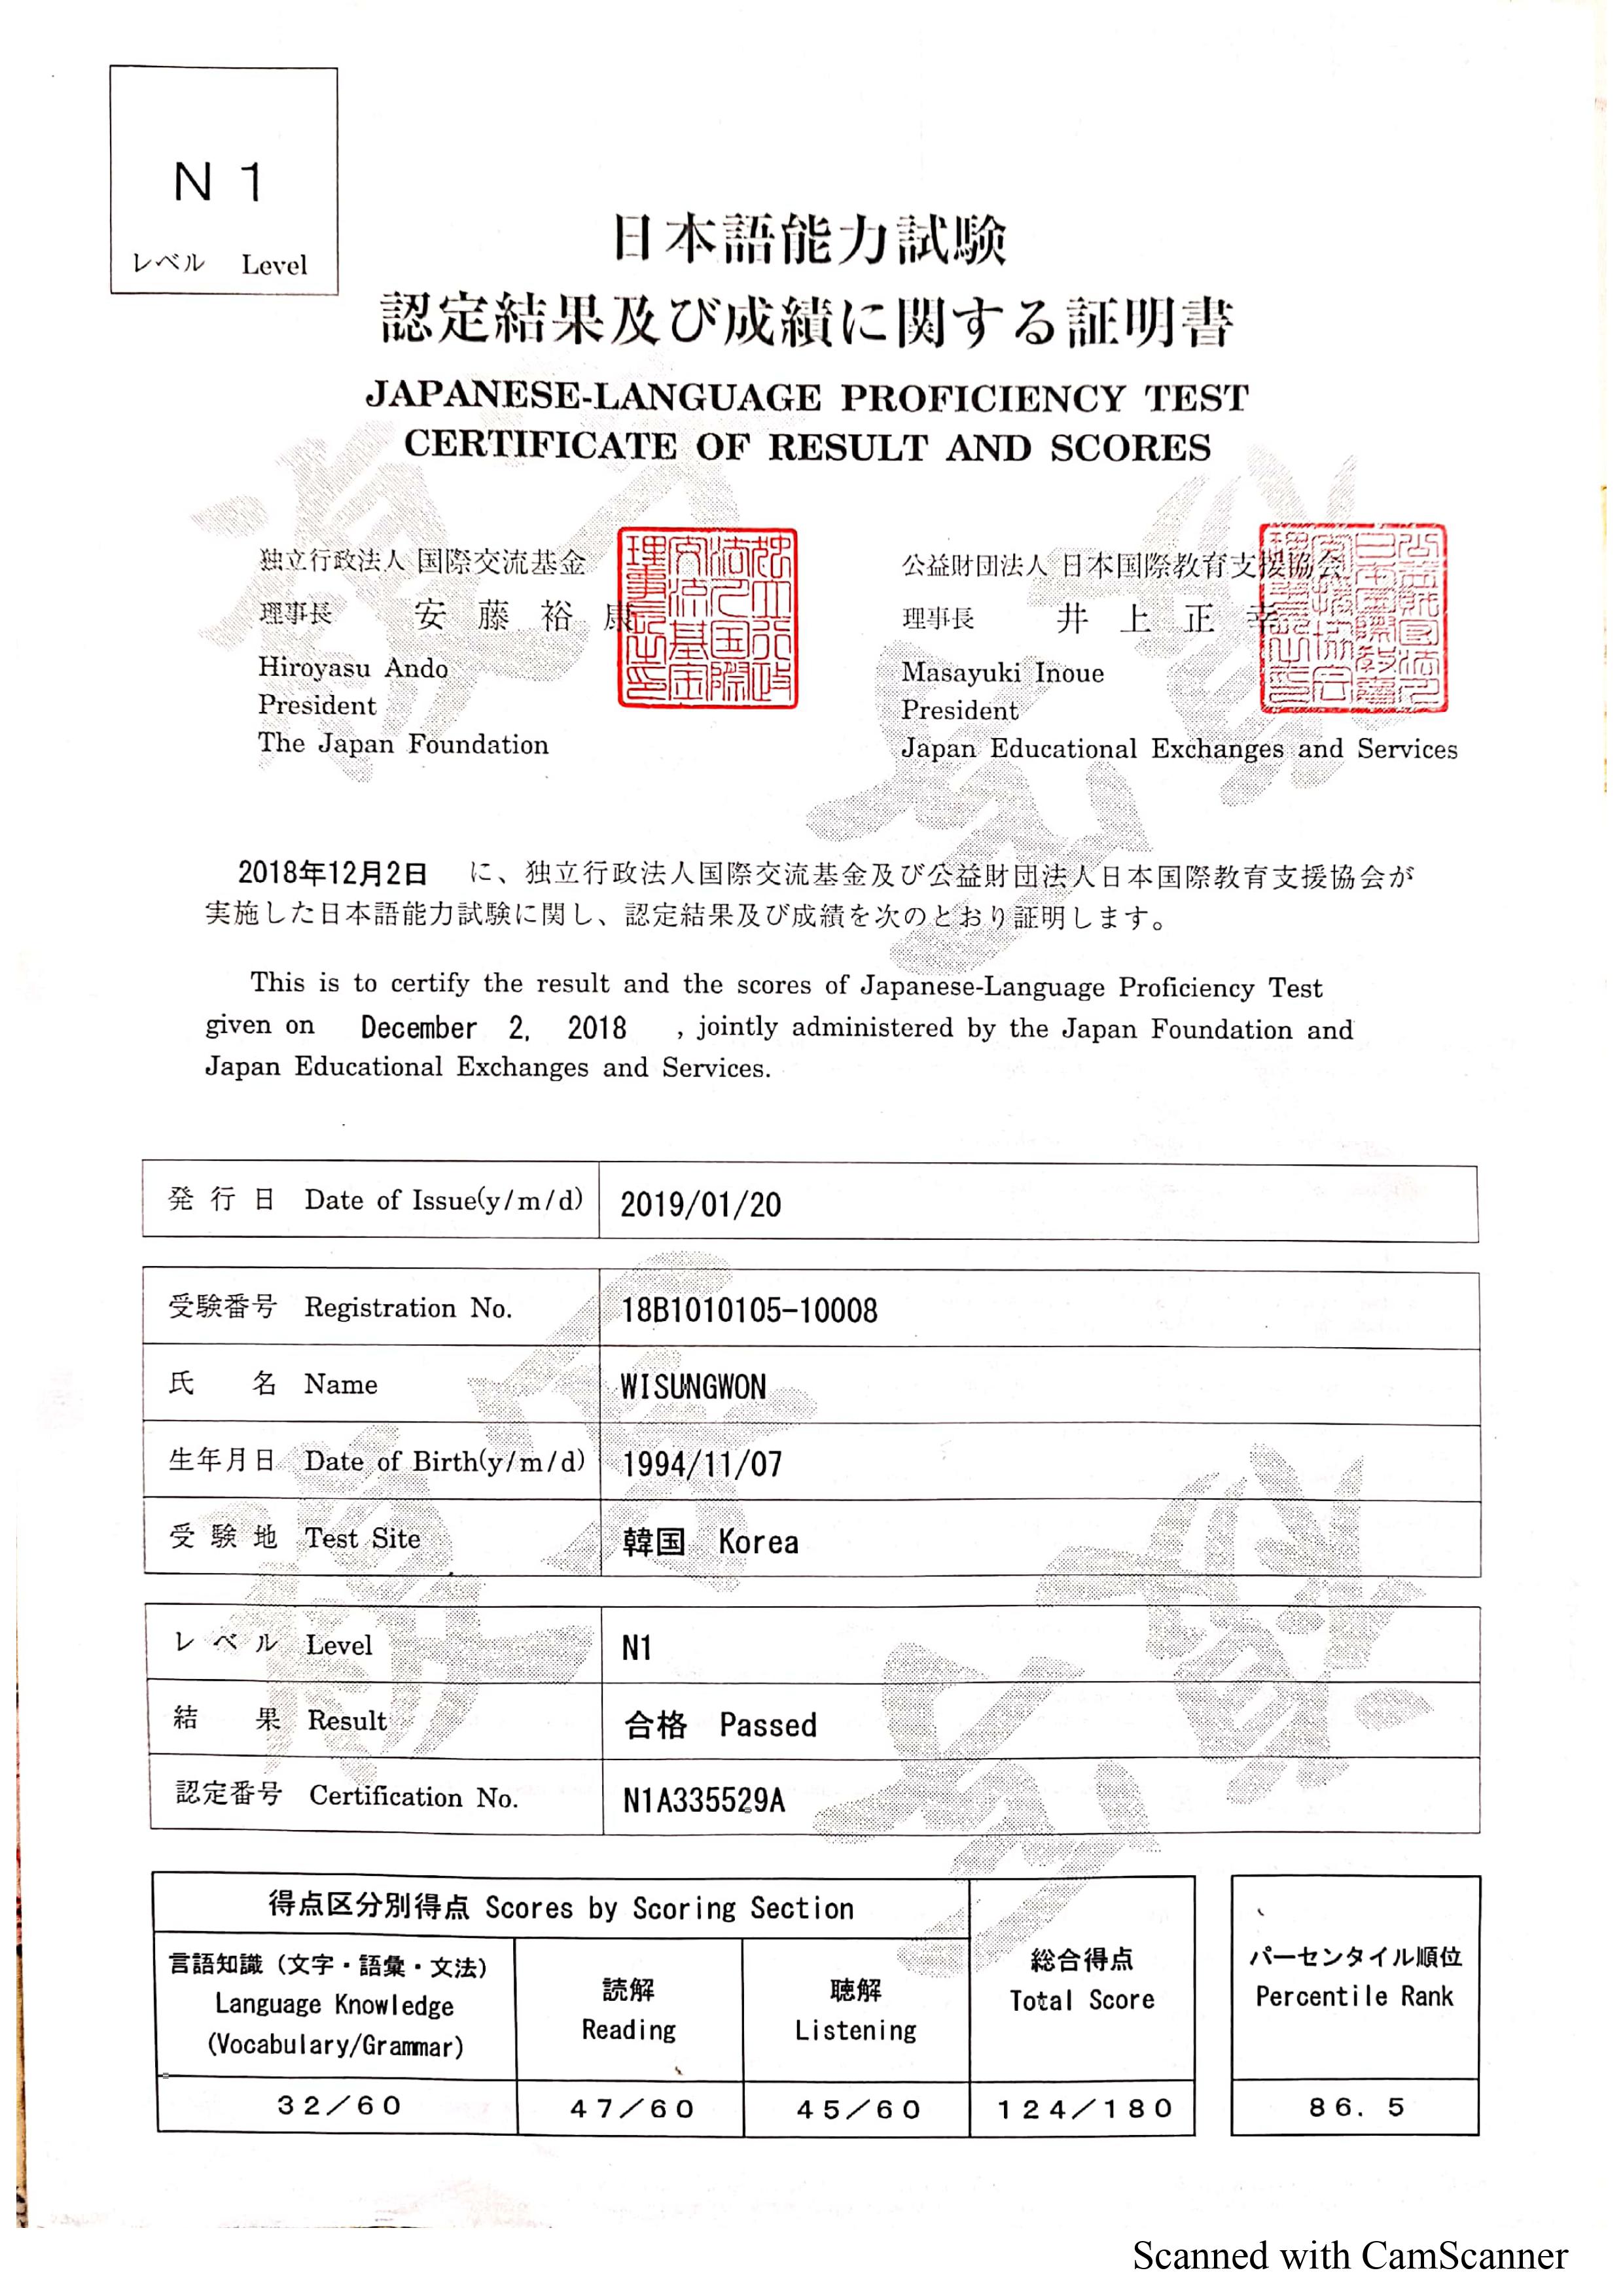 N1
レベル Level
日本語能力試験
認定結果及び成績に関する証明書
JAPANESE-LANGUAGE PROFICIENCY TEST
CERTIFICATE OF RESULT AND SCORES
独立行政法人 国際交流基金
理事長 安藤裕康
Hiroyasu Ando
President
The Japan Foundation
公益財団法人 日本国際教育支援協会
理事長 井上正幸
Masayuki Inoue
President
Japan Educational Exchanges and Services
2018年12月2日 に、独立行政法人国際交流基金及び公益財団法人日本国際教育支援協会が
実施した日本語能力試験に関し、認定結果及び成績を次のとおり証明します。
This is to certify the result and the scores of Japanese-Language Proficiency Test
given on December 2, 2018 , jointly administered by the Japan Foundation and
Japan Educational Exchanges and Services.
発行日 Date of Issue(y/m/d) 2019/01/20
受験番号 Registration No. 18B1010105-10008
氏名 Name WISUNGWON
生年月日 Date of Birth(y/m/d) 1994/11/07
受験地 Test Site 韓国 Korea
レベル Level N1
結果 Result 合格 Passed
認定番号 Certification No. N1A335529A
得点区分別得点 Scores by Scoring Section
言語知識（文字・語彙・文法）
Language Knowledge
(Vocabulary/Grammar)
読解
Reading
聴解
Listening
総合得点
Total Score
パーセンタイル順位
Percentile Rank
32/60 47/60 45/60 124/180 86.5
Scanned with CamScanner